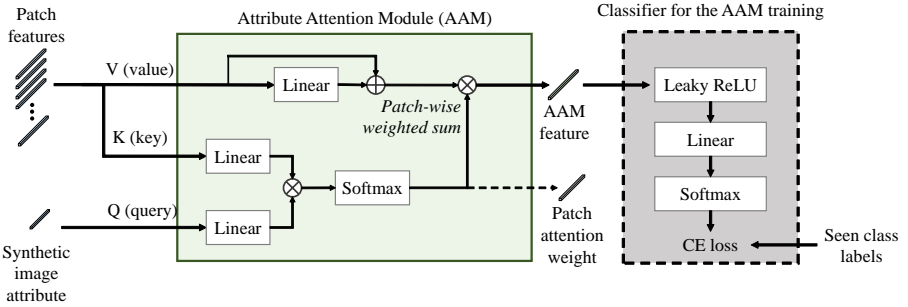 Patch
features
Attribute Attention Module (AAM)
Classifier for the AAM training
V (value)
Linear
Patch-wise
weighted sum
AAM
feature
Leaky ReLU
K (key)
Linear
Linear
Softmax
Softmax
Q (query)
Linear
Patch
attention
weight
Synthetic
image
attribute
CE loss
Seen class
labels